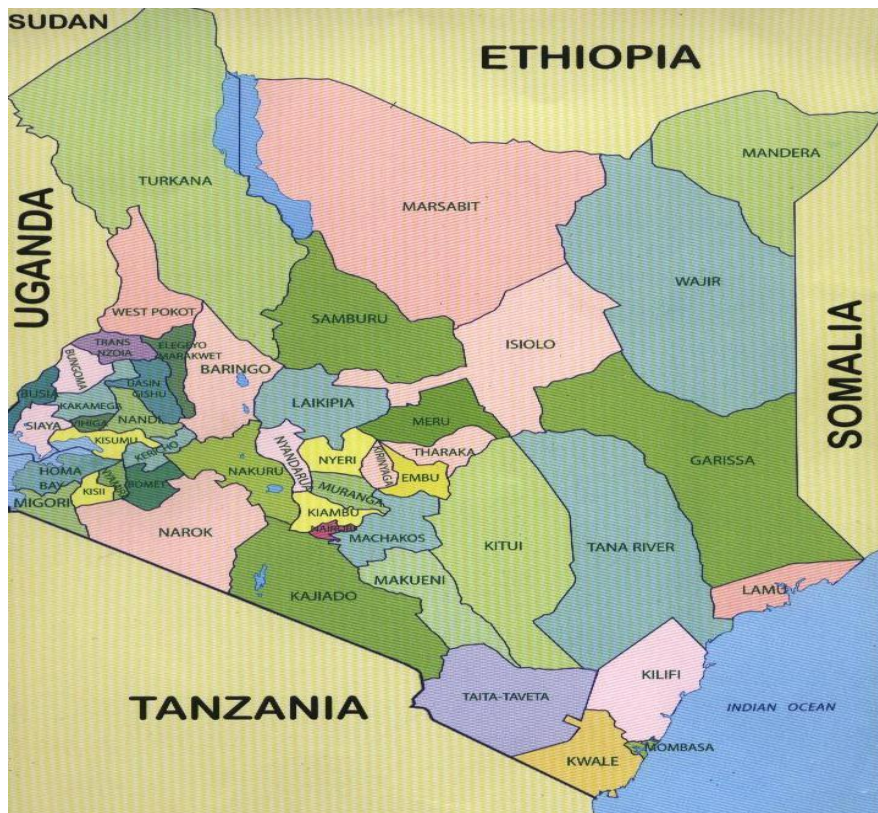 SUDAN
ETHIOPIA
MANDERA
TURKANA
MARSABIT
UGANDA
WAJIR
WEST POKOT
SAMBURU
SOMALIA
TRANS
NZOIA
ELEGEYO
MARAKWET
ISIOLO
BUNGOMA
BARINGO
UASIN
GISHU
BUSIA
KAKAMEGA
LAIKIPIA
SIAYA
VIHIGA
NANDI
MERU
KISUMU
KERICHO
NYANDARUA
NYERI
KIRINYAGA
THARAKA
GARISSA
HOMA
BAY
NAKURU
EMBU
NYAMIRA
BOMET
KISII
MURANGA
MIGORI
KIAMBU
NAIROBI
NAROK
MACHAKOS
KITUI
TANA RIVER
MAKUENI
KAJIADO
LAMU
KILIFI
TAITA-TAVETA
TANZANIA
INDIAN OCEAN
MOMBASA
KWALE